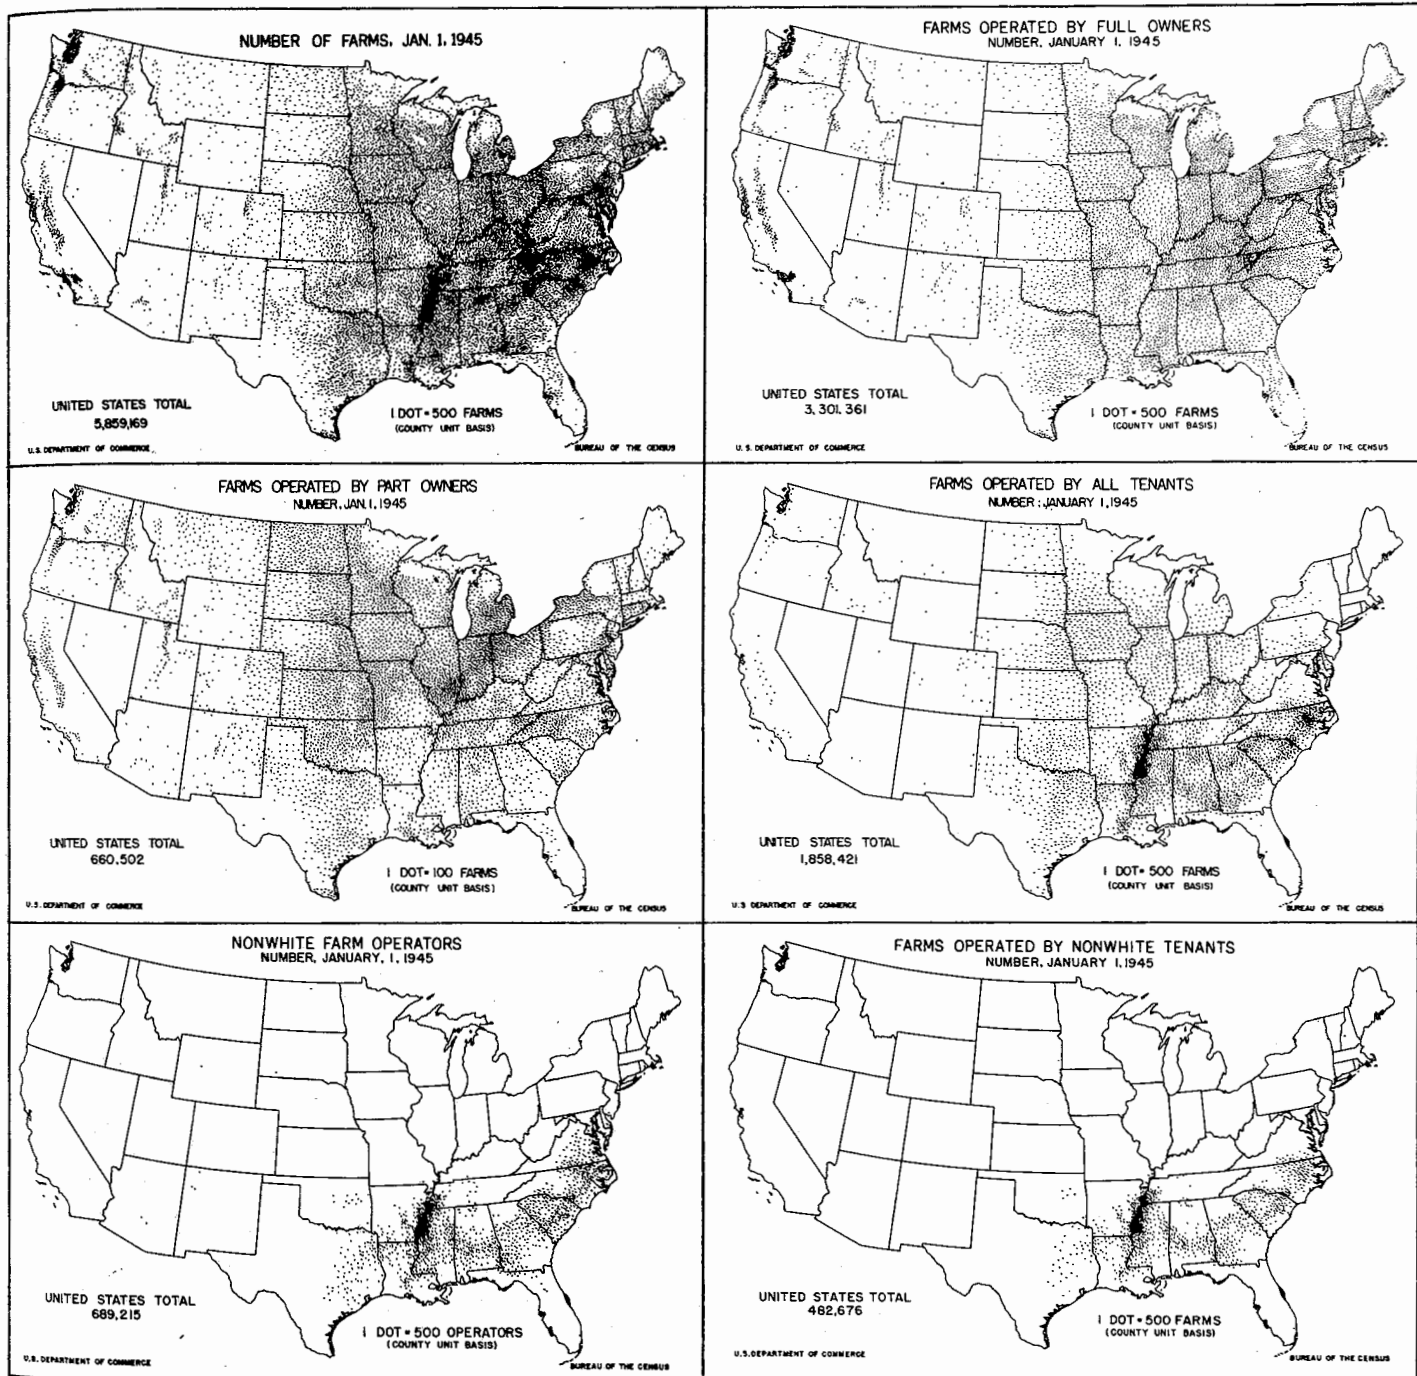 NUMBER OF FARMS, JAN. 1, 1945
UNITED STATES TOTAL
5,859,169
1 DOT = 500 FARMS
(COUNTY UNIT BASIS)
U.S. DEPARTMENT OF COMMERCE
BUREAU OF THE CENSUS
FARMS OPERATED BY FULL OWNERS
NUMBER, JANUARY 1, 1945
UNITED STATES TOTAL
3,301,361
1 DOT = 500 FARMS
(COUNTY UNIT BASIS)
U.S. DEPARTMENT OF COMMERCE
BUREAU OF THE CENSUS
FARMS OPERATED BY PART OWNERS
NUMBER, JAN. 1, 1945
UNITED STATES TOTAL
660,502
1 DOT = 100 FARMS
(COUNTY UNIT BASIS)
U.S. DEPARTMENT OF COMMERCE
BUREAU OF THE CENSUS
FARMS OPERATED BY ALL TENANTS
NUMBER: JANUARY 1, 1945
UNITED STATES TOTAL
1,858,421
1 DOT = 500 FARMS
(COUNTY UNIT BASIS)
U.S DEPARTMENT OF COMMERCE
BUREAU OF THE CENSUS
NONWHITE FARM OPERATORS
NUMBER, JANUARY, 1, 1945
UNITED STATES TOTAL
689,215
1 DOT = 500 OPERATORS
(COUNTY UNIT BASIS)
U.S. DEPARTMENT OF COMMERCE
BUREAU OF THE CENSUS
FARMS OPERATED BY NONWHITE TENANTS
NUMBER, JANUARY 1, 1945
UNITED STATES TOTAL
482,676
1 DOT = 500 FARMS
(COUNTY UNIT BASIS)
U.S. DEPARTMENT OF COMMERCE
BUREAU OF THE CENSUS